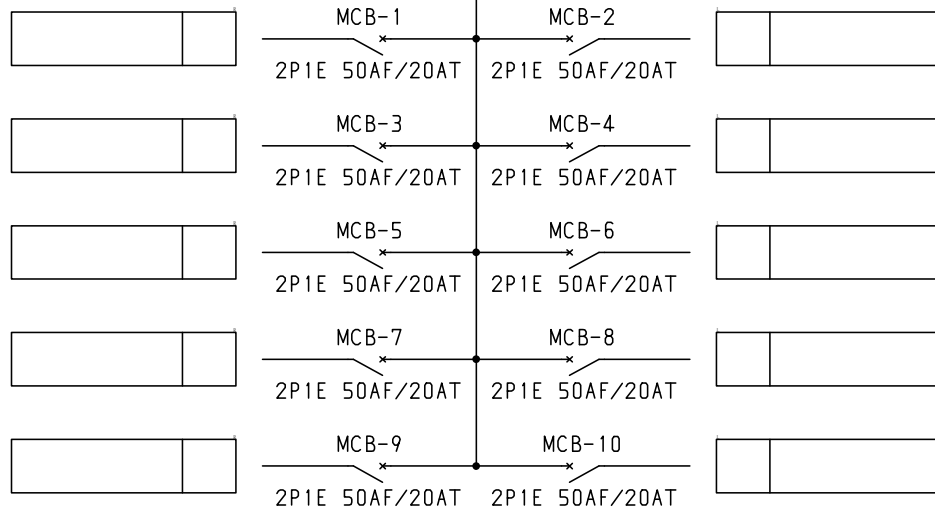 MCB-1 MCB-2
2P1E 50AF/20AT 2P1E 50AF/20AT
MCB-3 MCB-4
2P1E 50AF/20AT 2P1E 50AF/20AT
MCB-5 MCB-6
2P1E 50AF/20AT 2P1E 50AF/20AT
MCB-7 MCB-8
2P1E 50AF/20AT 2P1E 50AF/20AT
MCB-9 MCB-10
2P1E 50AF/20AT 2P1E 50AF/20AT